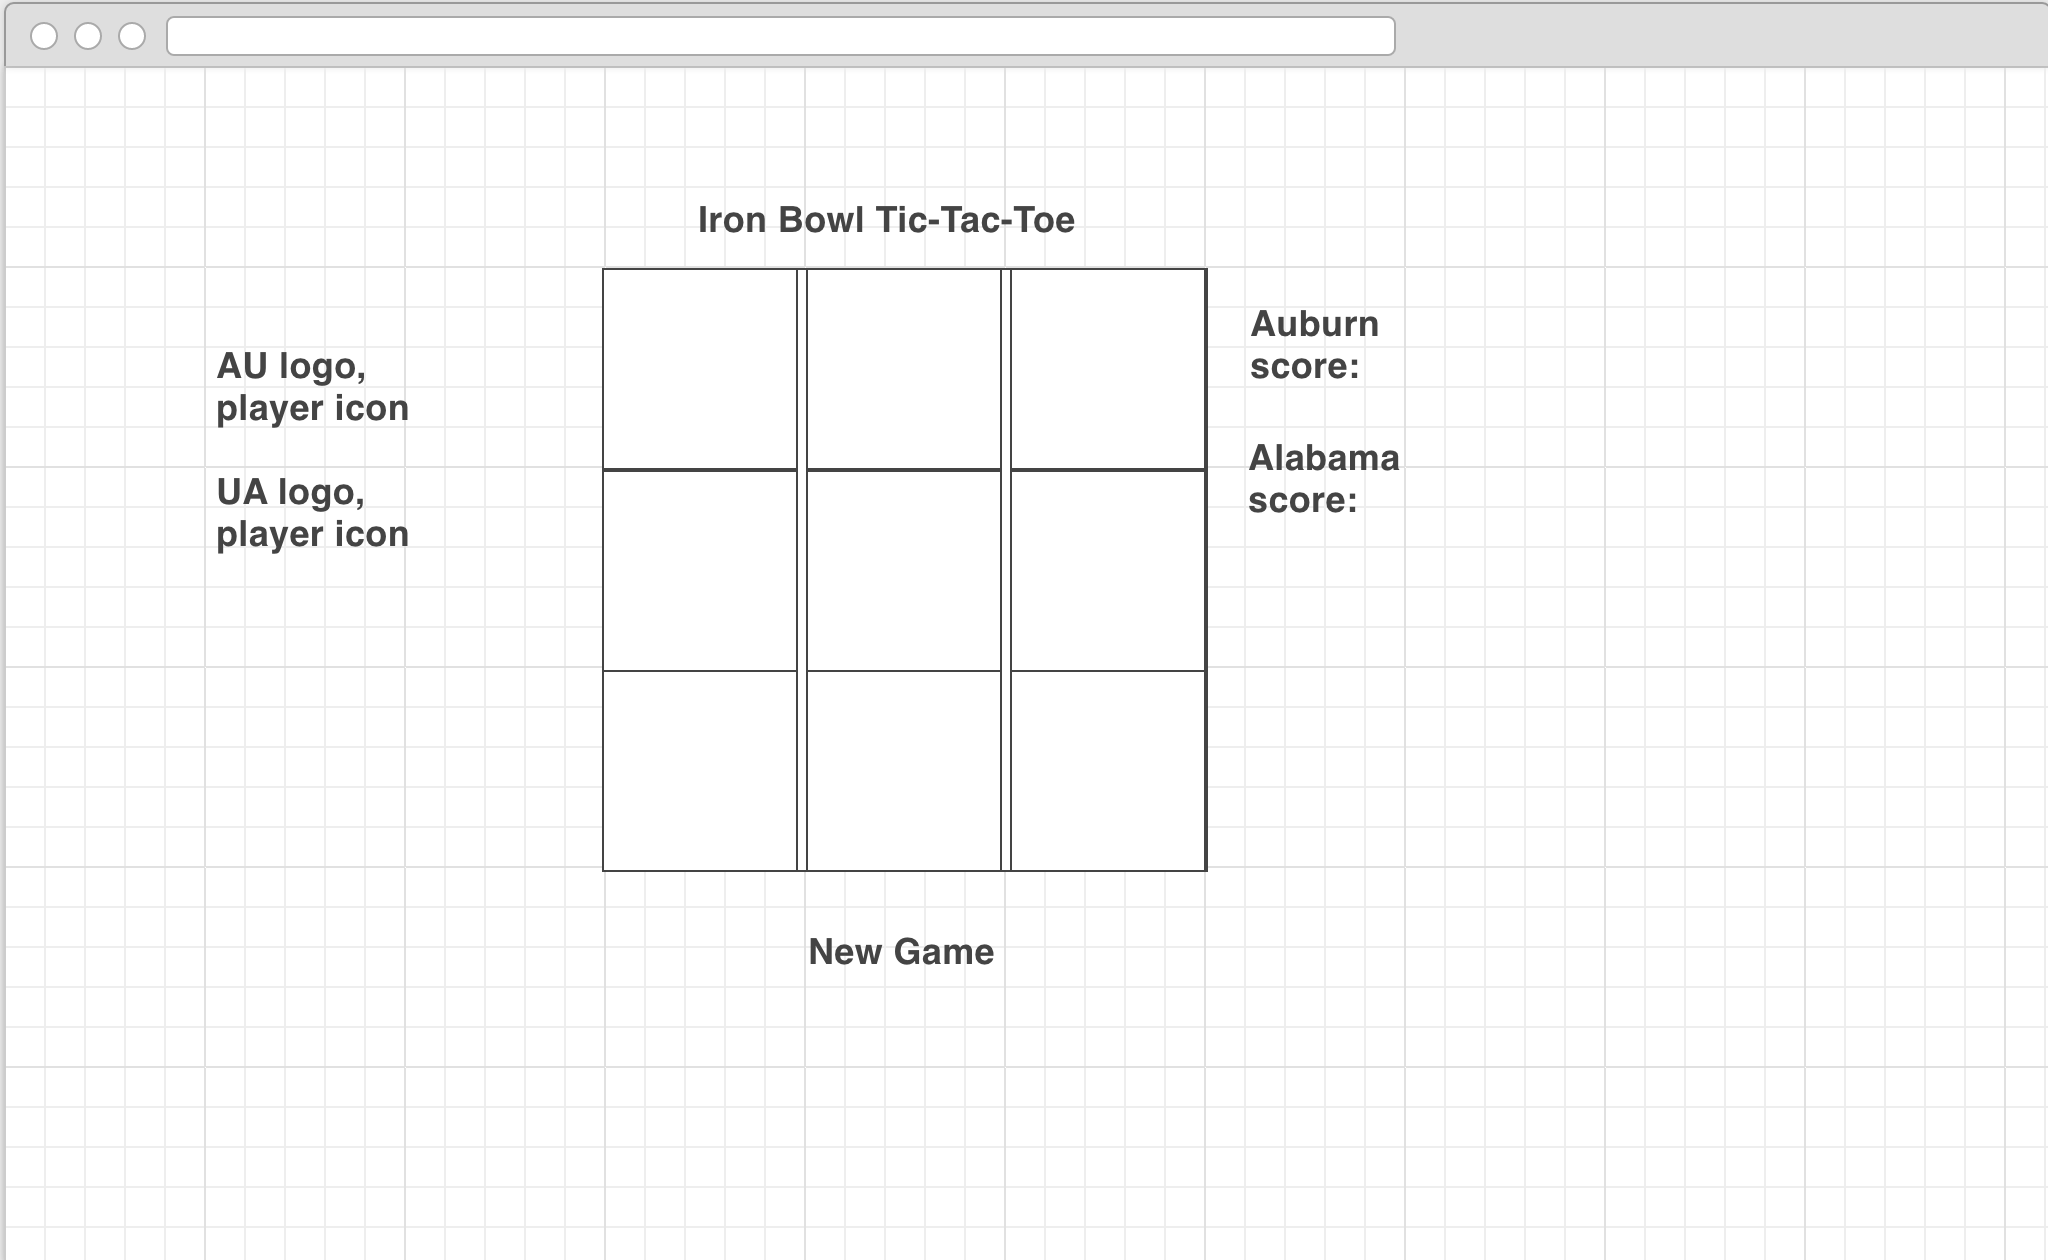 Iron Bowl Tic-Tac-Toe
AU logo,
player icon
UA logo,
player icon
Auburn
score:
Alabama
score:
New Game